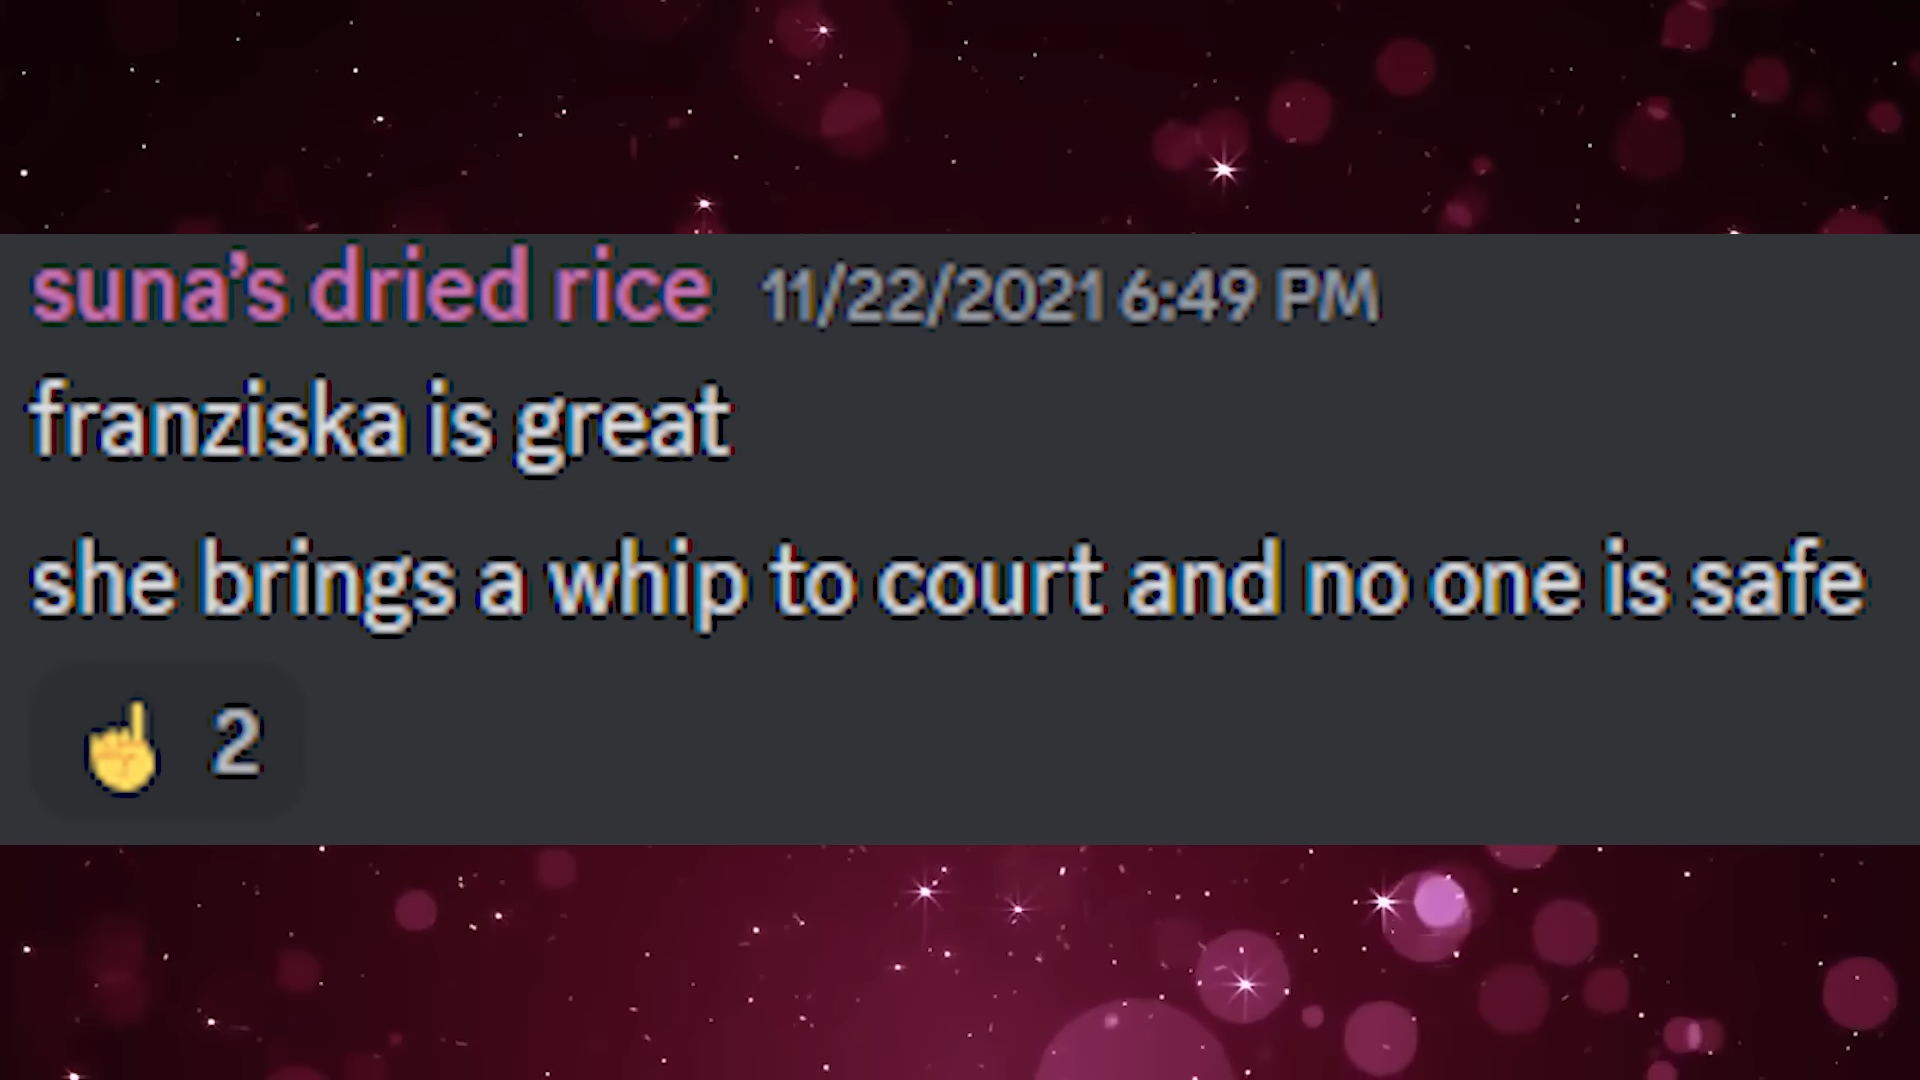 suna's dried rice 11/22/2021 6:49 PM
franziska is great
she brings a whip to court and no one is safe
☝ 2